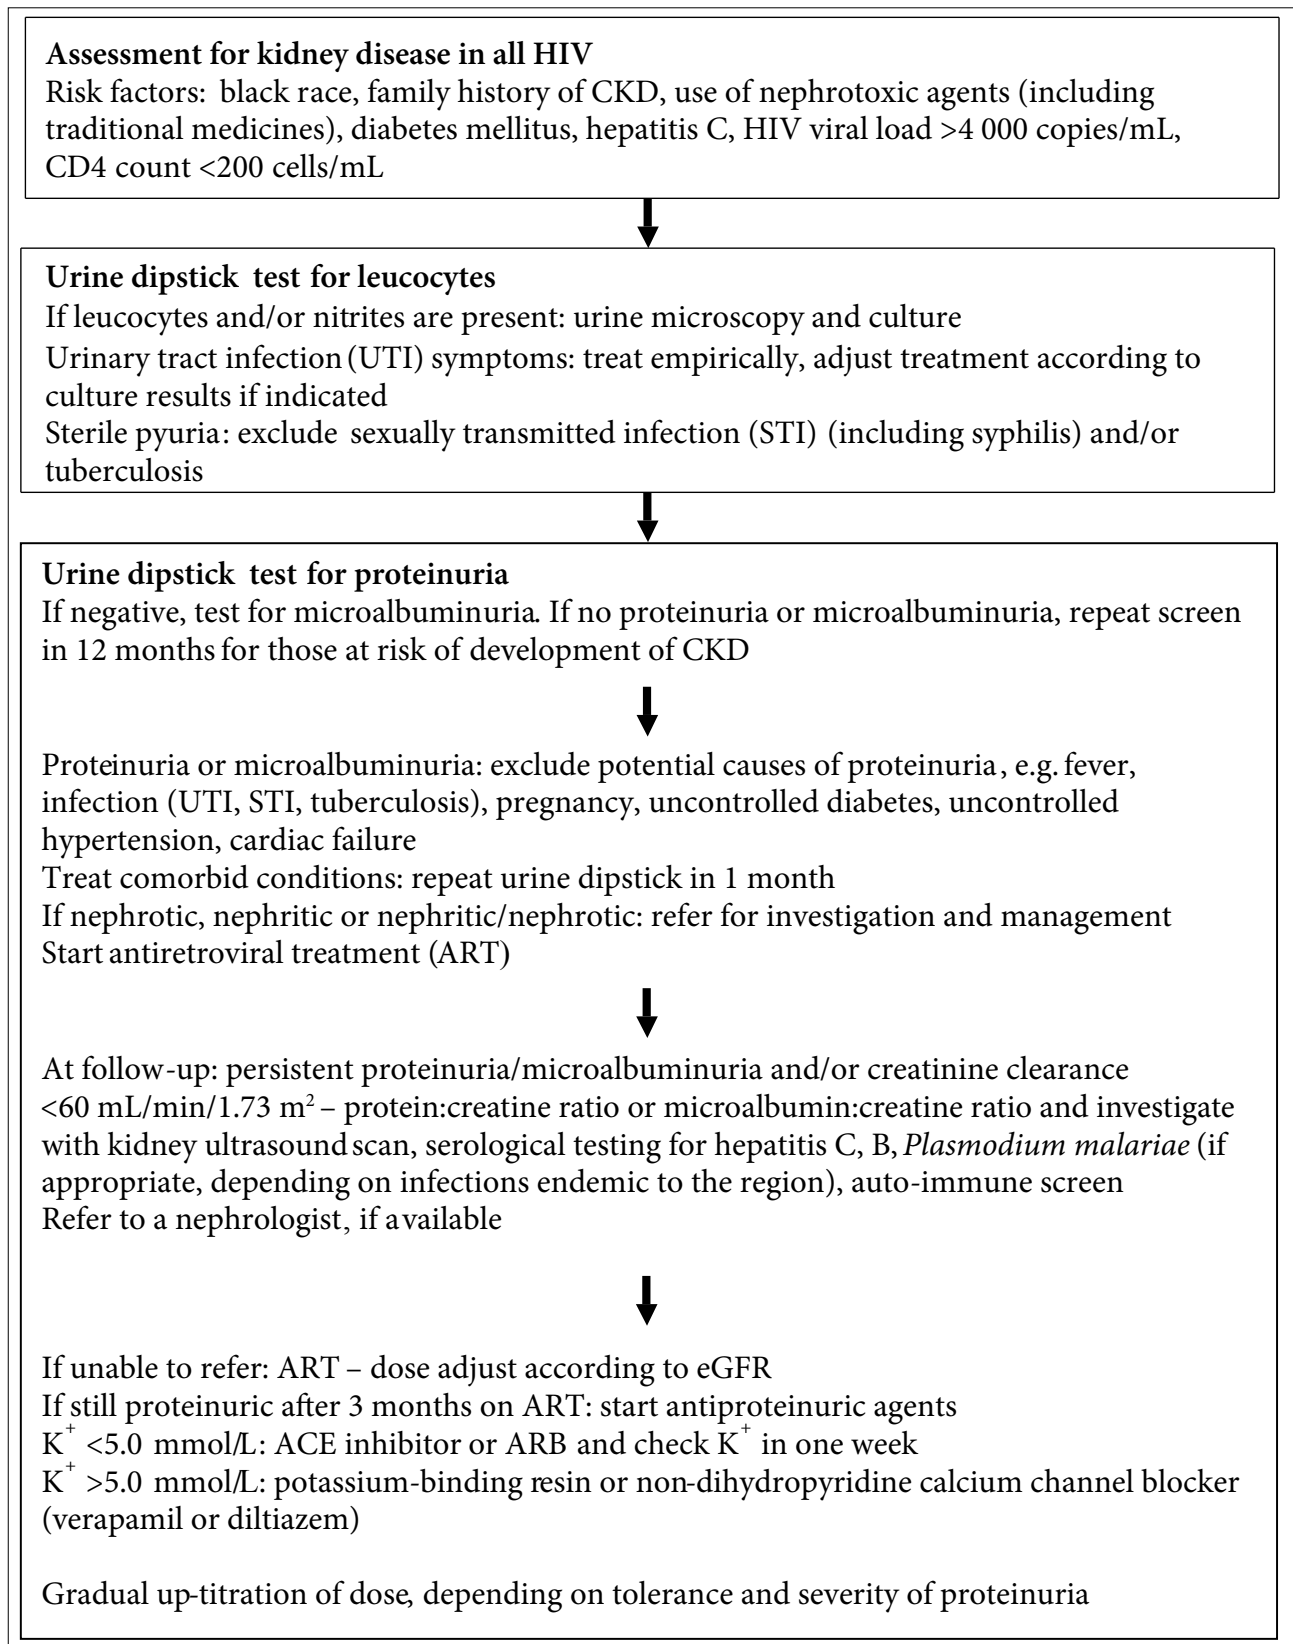 Assessment for kidney disease in all HIV
Risk factors: black race, family history of CKD, use of nephrotoxic agents (including
traditional medicines), diabetes mellitus, hepatitis C, HIV viral load >4 000 copies/mL,
CD4 count <200 cells/mL
Urine dipstick test for leucocytes
If leucocytes and/or nitrites are present: urine microscopy and culture
Urinary tract infection (UTI) symptoms: treat empirically, adjust treatment according to
culture results if indicated
Sterile pyuria: exclude sexually transmitted infection (STI) (including syphilis) and/or
tuberculosis
Urine dipstick test for proteinuria
If negative, test for microalbuminuria. If no proteinuria or microalbuminuria, repeat screen
in 12 months for those at risk of development of CKD
Proteinuria or microalbuminuria: exclude potential causes of proteinuria, e.g. fever,
infection (UTI, STI, tuberculosis), pregnancy, uncontrolled diabetes, uncontrolled
hypertension, cardiac failure
Treat comorbid conditions: repeat urine dipstick in 1 month
If nephrotic, nephritic or nephritic/nephrotic: refer for investigation and management
Start antiretroviral treatment (ART)
At follow-up: persistent proteinuria/microalbuminuria and/or creatinine clearance
<60 mL/min/1.73 m² – protein:creatine ratio or microalbumin:creatine ratio and investigate
with kidney ultrasound scan, serological testing for hepatitis C, B, Plasmodium malariae (if
appropriate, depending on infections endemic to the region), auto-immune screen
Refer to a nephrologist, if available
If unable to refer: ART – dose adjust according to eGFR
If still proteinuric after 3 months on ART: start antiproteinuric agents
K⁺ <5.0 mmol/L: ACE inhibitor or ARB and check K⁺ in one week
K⁺ >5.0 mmol/L: potassium-binding resin or non-dihydropyridine calcium channel blocker
(verapamil or diltiazem)
Gradual up-titration of dose, depending on tolerance and severity of proteinuria